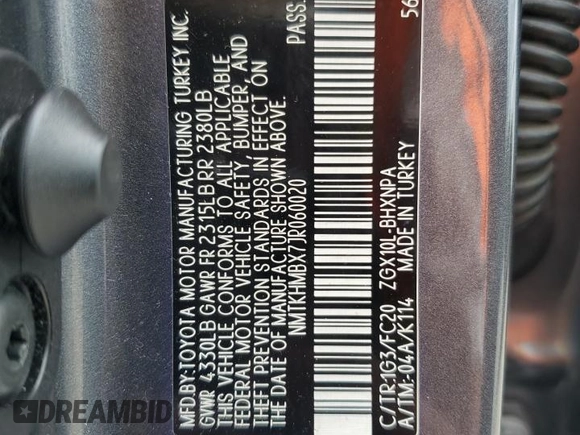 MFD.BY:TOYOTA MOTOR MANUFACTURING TURKEY INC.
GVWR 4330LB GAWR FR 2315LB RR 2380LB
THIS VEHICLE CONFORMS TO ALL APPLICABLE
FEDERAL MOTOR VEHICLE SAFETY, BUMPER, AND
THEFT PREVENTION STANDARDS IN EFFECT ON
THE DATE OF MANUFACTURE SHOWN ABOVE.
NMTKHMBX7JR060020 PASS.
56
C/TR:1G3/FC20 ZGX10L-BHXNPA
A/TM:-04A/K114 MADE IN TURKEY
DREAMBID